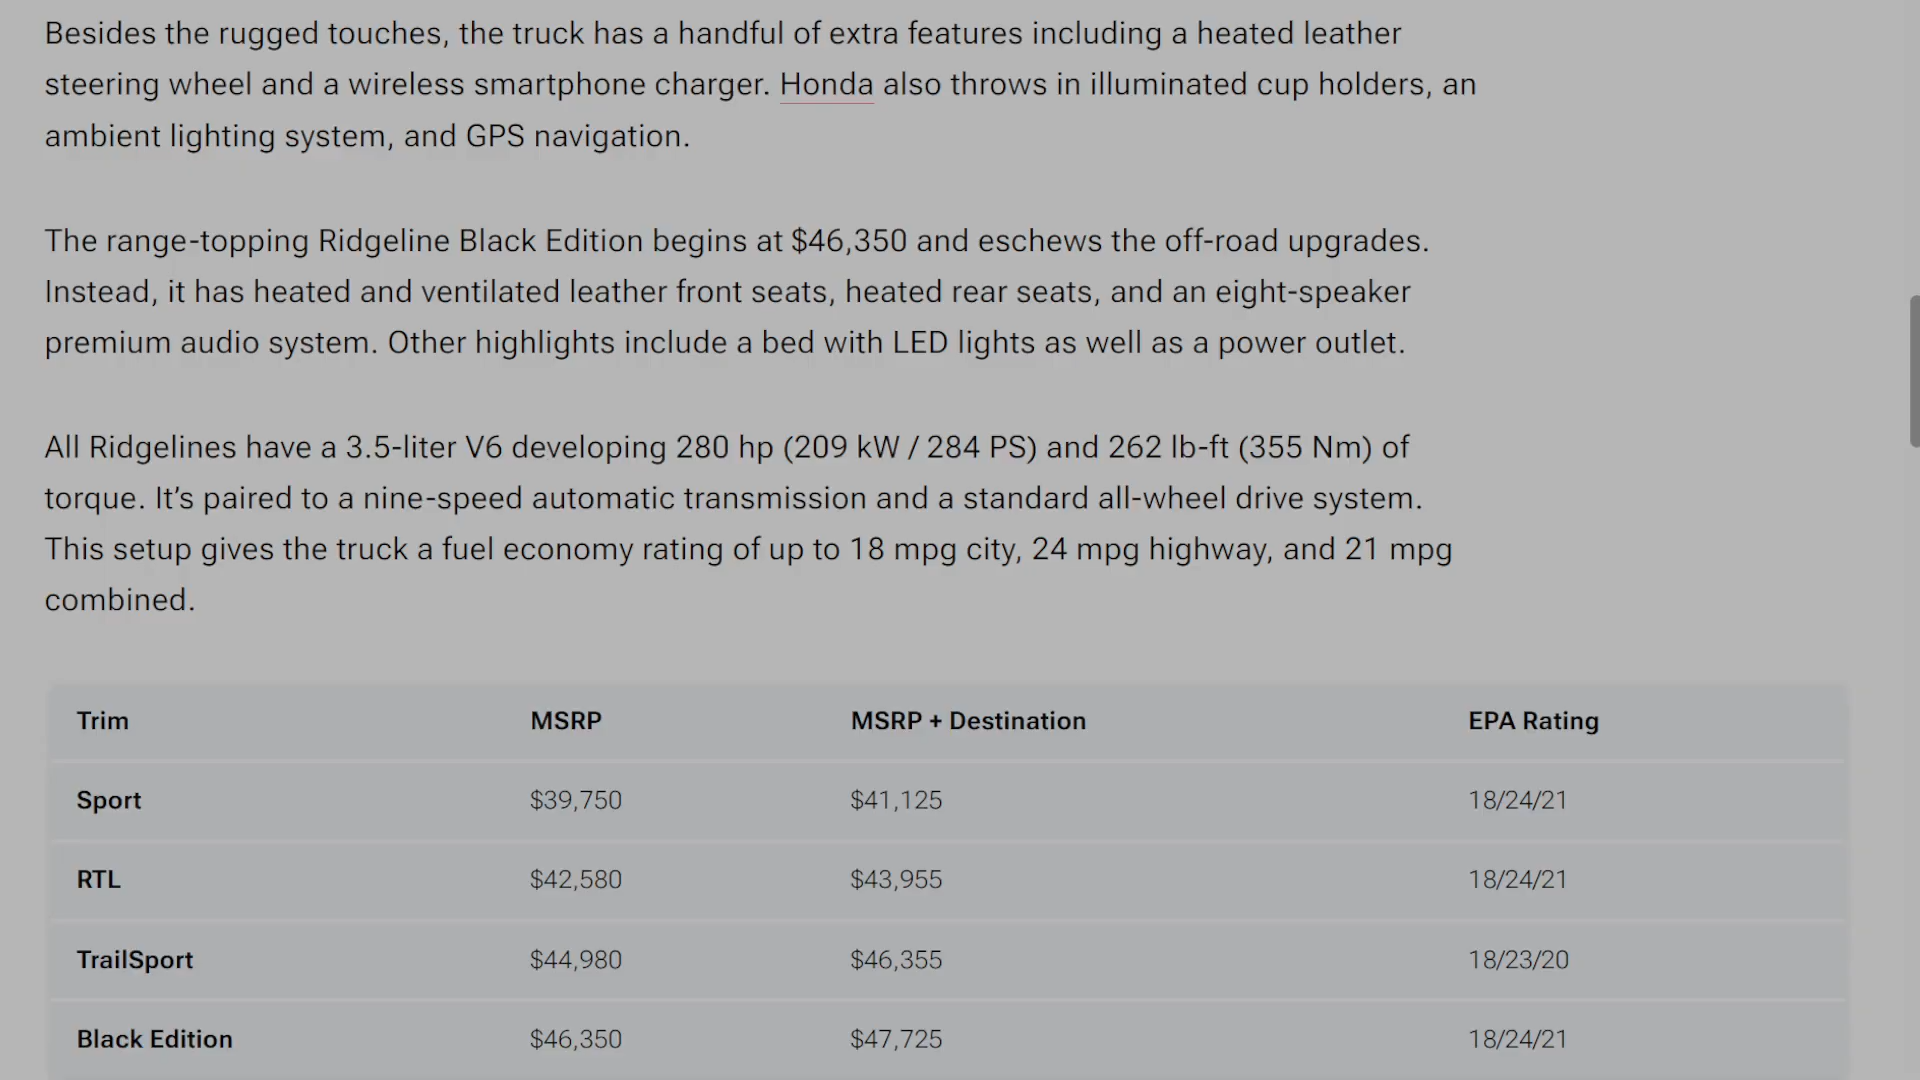 Besides the rugged touches, the truck has a handful of extra features including a heated leather
steering wheel and a wireless smartphone charger. Honda also throws in illuminated cup holders, an
ambient lighting system, and GPS navigation.
The range-topping Ridgeline Black Edition begins at $46,350 and eschews the off-road upgrades.
Instead, it has heated and ventilated leather front seats, heated rear seats, and an eight-speaker
premium audio system. Other highlights include a bed with LED lights as well as a power outlet.
All Ridgelines have a 3.5-liter V6 developing 280 hp (209 kW / 284 PS) and 262 lb-ft (355 Nm) of
torque. It’s paired to a nine-speed automatic transmission and a standard all-wheel drive system.
This setup gives the truck a fuel economy rating of up to 18 mpg city, 24 mpg highway, and 21 mpg
combined.
Trim MSRP MSRP + Destination EPA Rating
Sport $39,750 $41,125 18/24/21
RTL $42,580 $43,955 18/24/21
TrailSport $44,980 $46,355 18/23/20
Black Edition $46,350 $47,725 18/24/21